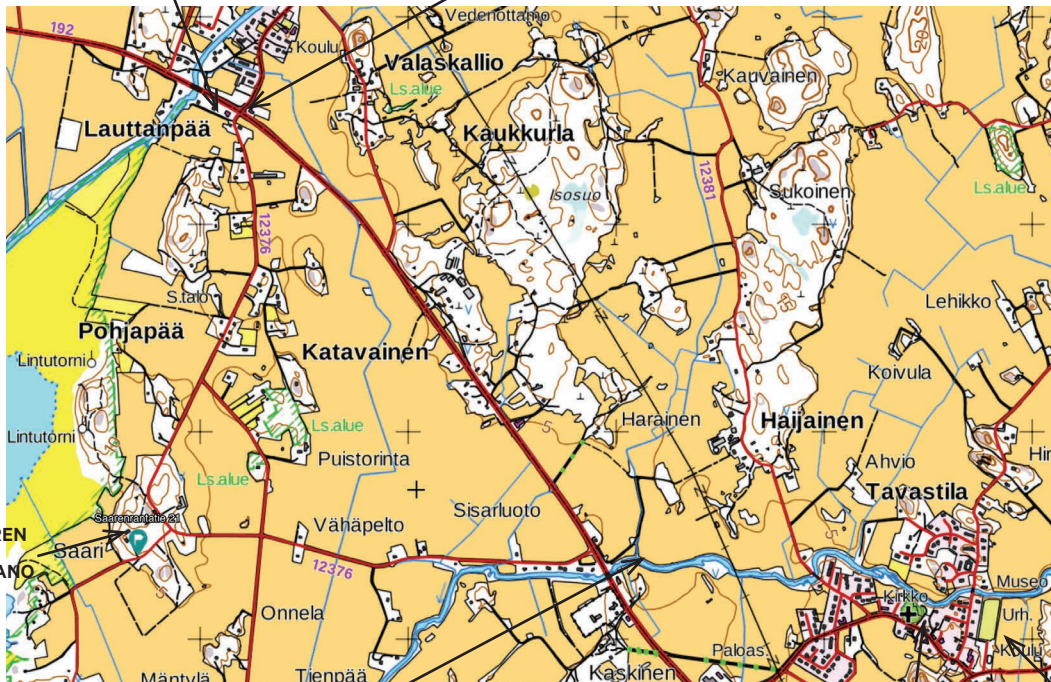 Vedenottamo
192
Koulu
Valaskallio
Kauvainen
Ls.alue
Lauttanpää
Kaukkurla
12381
Isosuo
Sukoinen
Ls.alue
12376
S.talo
Lehikko
Pohjapää
Katavainen
Lintutorni
Koivula
Harainen
Haijainen
Lintutorni
Ls.alue
Puistorinta
5
Ahvio
Ls.alue
Tavastila
Sisarluoto
Saarenrantatie 21
Vähäpelto
Saari
12376
Kirkko
Museo
Onnela
Urh.
Koulu
Paloas.
Mäntylä
Tienpää
Kaskinen